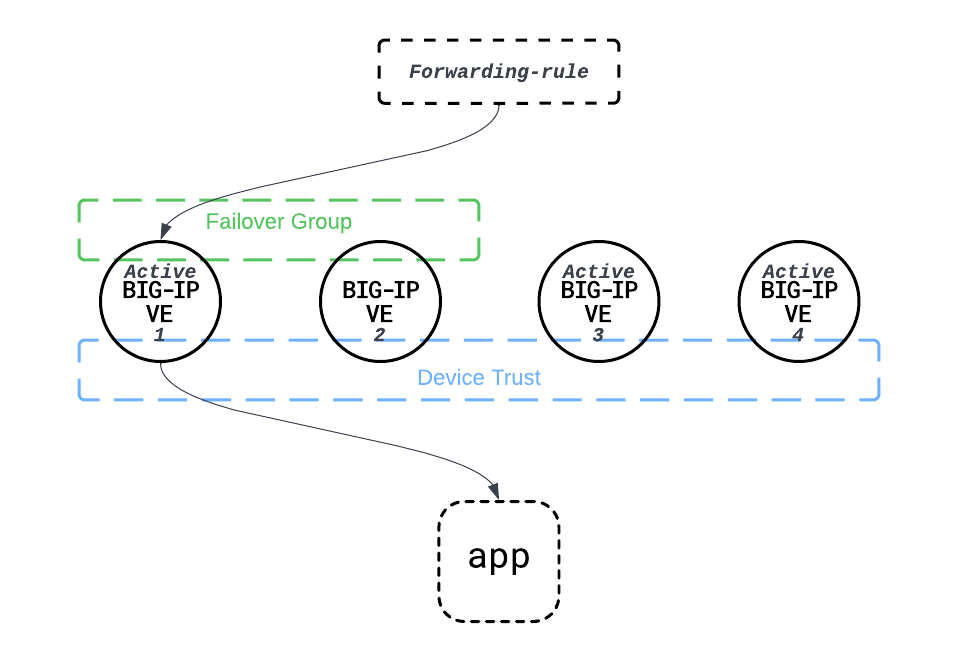 Forwarding-rule
Failover Group
Active
BIG-IP
VE
1
BIG-IP
VE
2
Active
BIG-IP
VE
3
Active
BIG-IP
VE
4
Device Trust
app